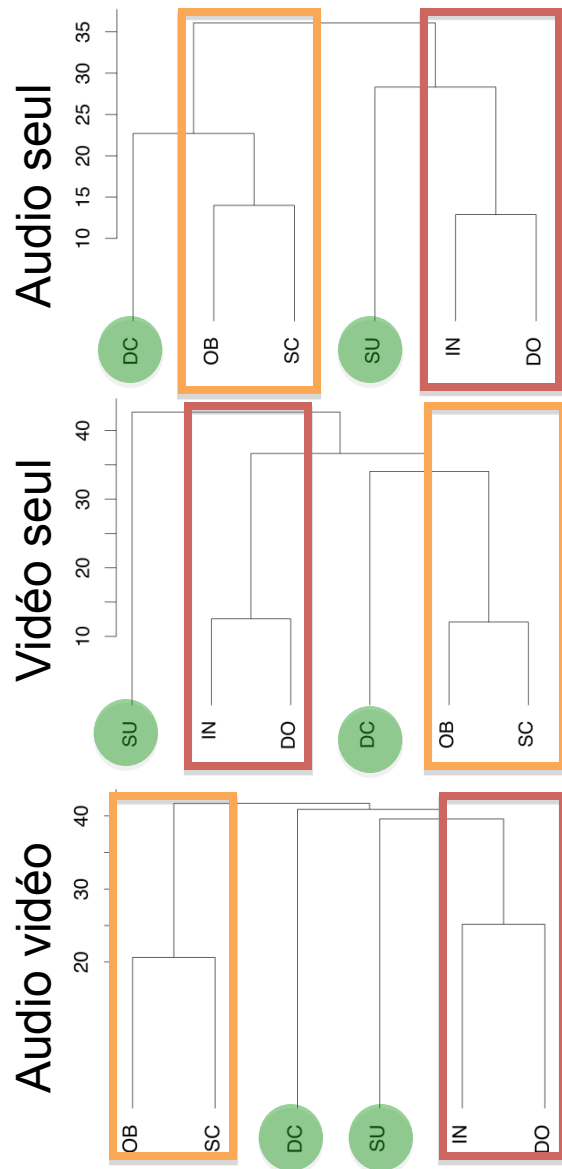 Audio seul
35
30
25
20
15
10
DC
OB
SC
SU
IN
DO
Vidéo seul
40
30
20
10
SU
IN
DO
DC
OB
SC
Audio vidéo
40
30
20
OB
SC
DC
SU
IN
DO